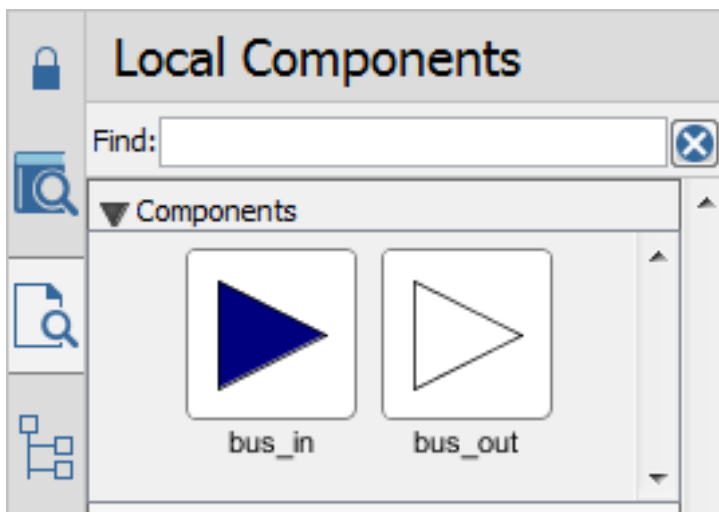 Local Components
Find:
Components
bus_in
bus_out